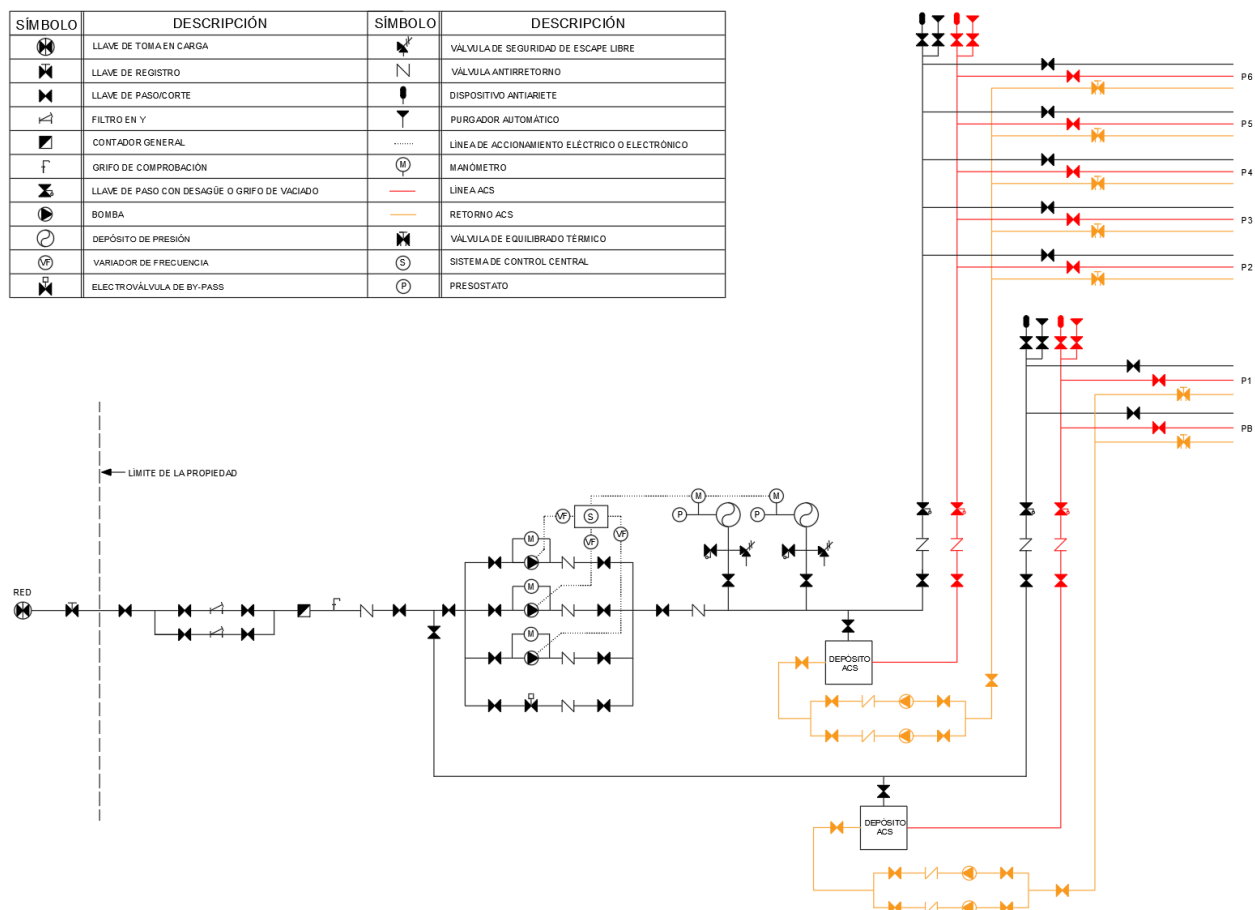 SÍMBOLO DESCRIPCIÓN SÍMBOLO DESCRIPCIÓN
LLAVE DE TOMA EN CARGA VÁLVULA DE SEGURIDAD DE ESCAPE LIBRE
LLAVE DE REGISTRO VÁLVULA ANTIRRETORNO
LLAVE DE PASO/CORTE DISPOSITIVO ANTIARIETE
FILTRO EN Y PURGADOR AUTOMÁTICO
CONTADOR GENERAL LÍNEA DE ACCIONAMIENTO ELÉCTRICO O ELECTRÓNICO
GRIFO DE COMPROBACIÓN M MANÓMETRO
LLAVE DE PASO CON DESAGÜE O GRIFO DE VACIADO LÍNEA ACS
BOMBA RETORNO ACS
DEPÓSITO DE PRESIÓN VÁLVULA DE EQUILIBRADO TÉRMICO
VF VARIADOR DE FRECUENCIA S SISTEMA DE CONTROL CENTRAL
ELECTROVÁLVULA DE BY-PASS P PRESOSTATO
P6
P5
P4
P3
P2
P1
PB
LÍMITE DE LA PROPIEDAD
M M
VF S P P
VF VF
M
RED
M
M
DEPÓSITO
ACS
DEPÓSITO
ACS